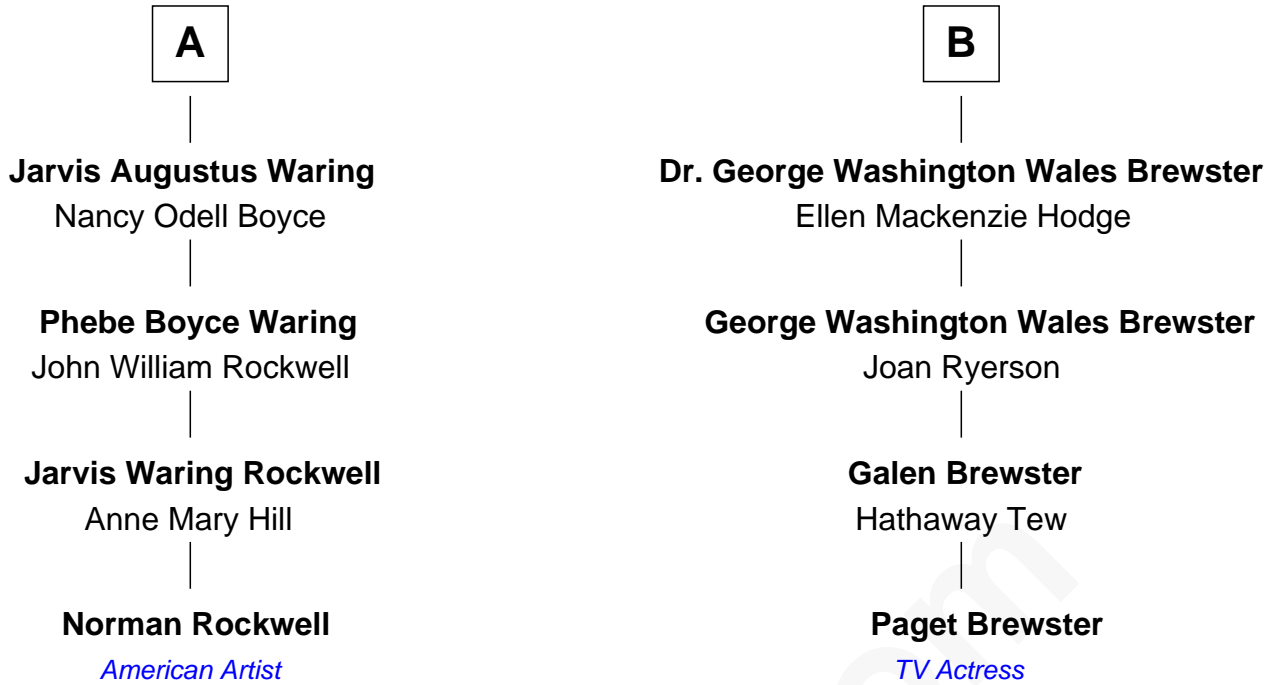 A
Jarvis Augustus Waring
Nancy Odell Boyce
Phebe Boyce Waring
John William Rockwell
Jarvis Waring Rockwell
Anne Mary Hill
Norman Rockwell
American Artist
B
Dr. George Washington Wales Brewster
Ellen Mackenzie Hodge
George Washington Wales Brewster
Joan Ryerson
Galen Brewster
Hathaway Tew
Paget Brewster
TV Actress